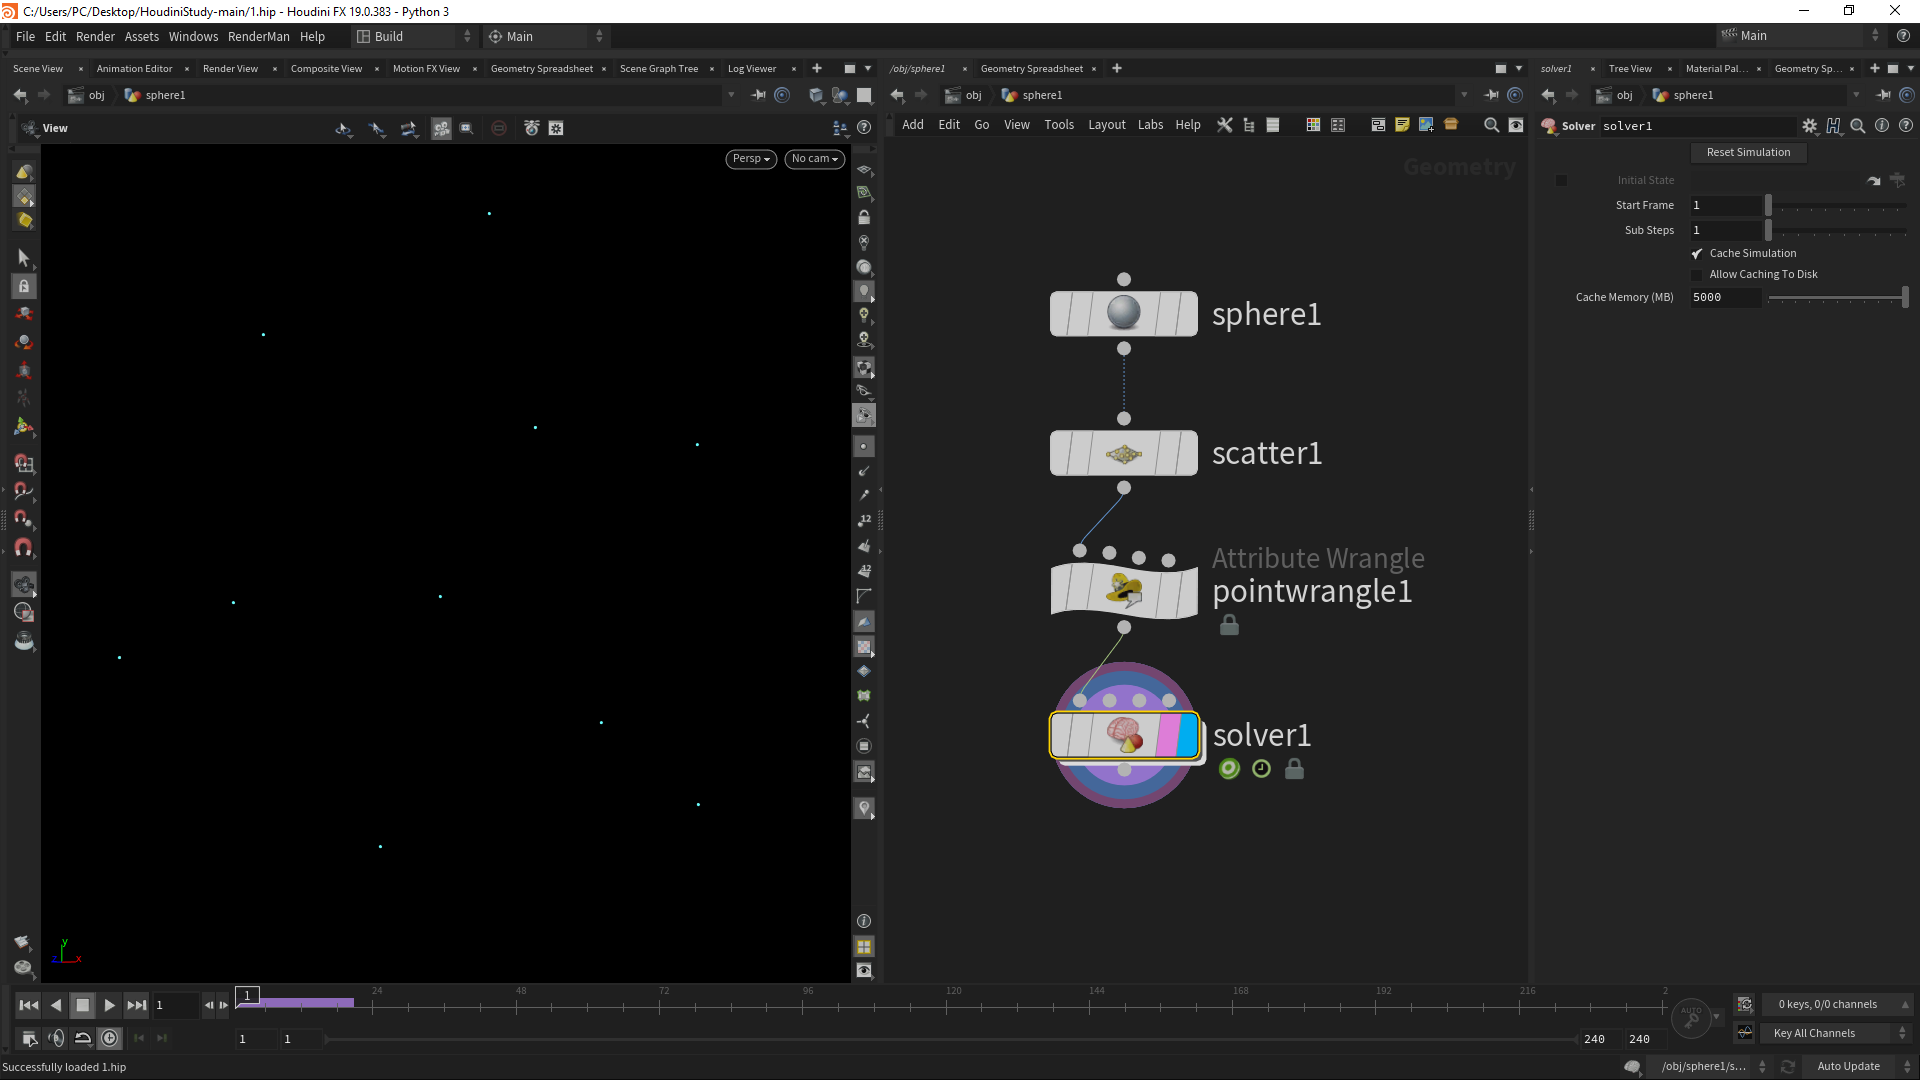 C:/Users/PC/Desktop/HoudiniStudy-main/1.hip - Houdini FX 19.0.383 - Python 3
File Edit Render Assets Windows RenderMan Help Build Main Main
Scene View Animation Editor Render View Composite View Motion FX View Geometry Spreadsheet Scene Graph Tree Log Viewer
/obj/sphere1 Geometry Spreadsheet
solver1 Tree View Material Pal... Geometry Sp...
obj sphere1
obj sphere1
obj sphere1
View
Add Edit Go View Tools Layout Labs Help
Solver solver1
Persp No cam
Geometry
Reset Simulation
Initial State
Start Frame 1
Sub Steps 1
Cache Simulation
Allow Caching To Disk
Cache Memory (MB) 5000
sphere1
scatter1
Attribute Wrangle
pointwrangle1
solver1
12
12
y
z x
1 1 24 48 72 96 120 144 168 192 216 2
AUTO
0 keys, 0/0 channels
1 1 240 240
Key All Channels
Successfully loaded 1.hip
/obj/sphere1/s... Auto Update